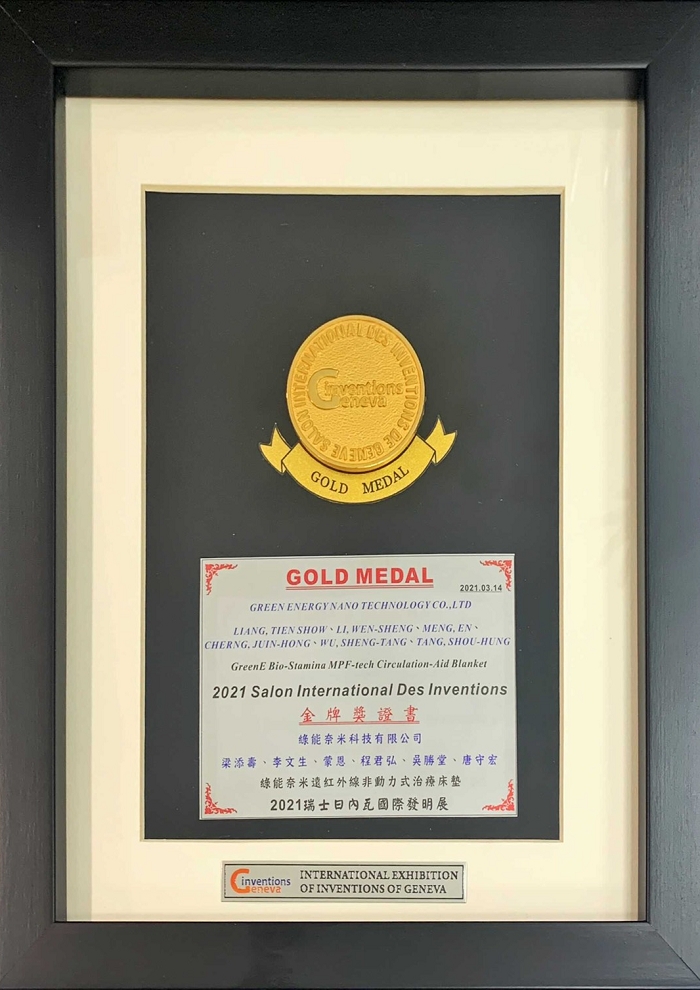 SALON INTERNATIONAL DES INVENTIONS DE GENEVE
inventions
Geneva
GOLD MEDAL
GOLD MEDAL
2021.03.14
GREEN ENERGY NANO TECHNOLOGY CO.,LTD
LIANG, TIEN SHOW、LI, WEN-SHENG、MENG, EN、
CHERNG, JUIN-HONG、WU, SHENG-TANG、TANG, SHOU-HUNG
GreenE Bio-Stamina MPF-tech Circulation-Aid Blanket
2021 Salon International Des Inventions
金牌獎證書
綠能奈米科技有限公司
梁添壽、李文生、蒙恩、程君弘、吳勝堂、唐守宏
綠能奈米遠紅外線非動力式治療床墊
2021瑞士日內瓦國際發明展
inventions
Geneva
INTERNATIONAL EXHIBITION
OF INVENTIONS OF GENEVA